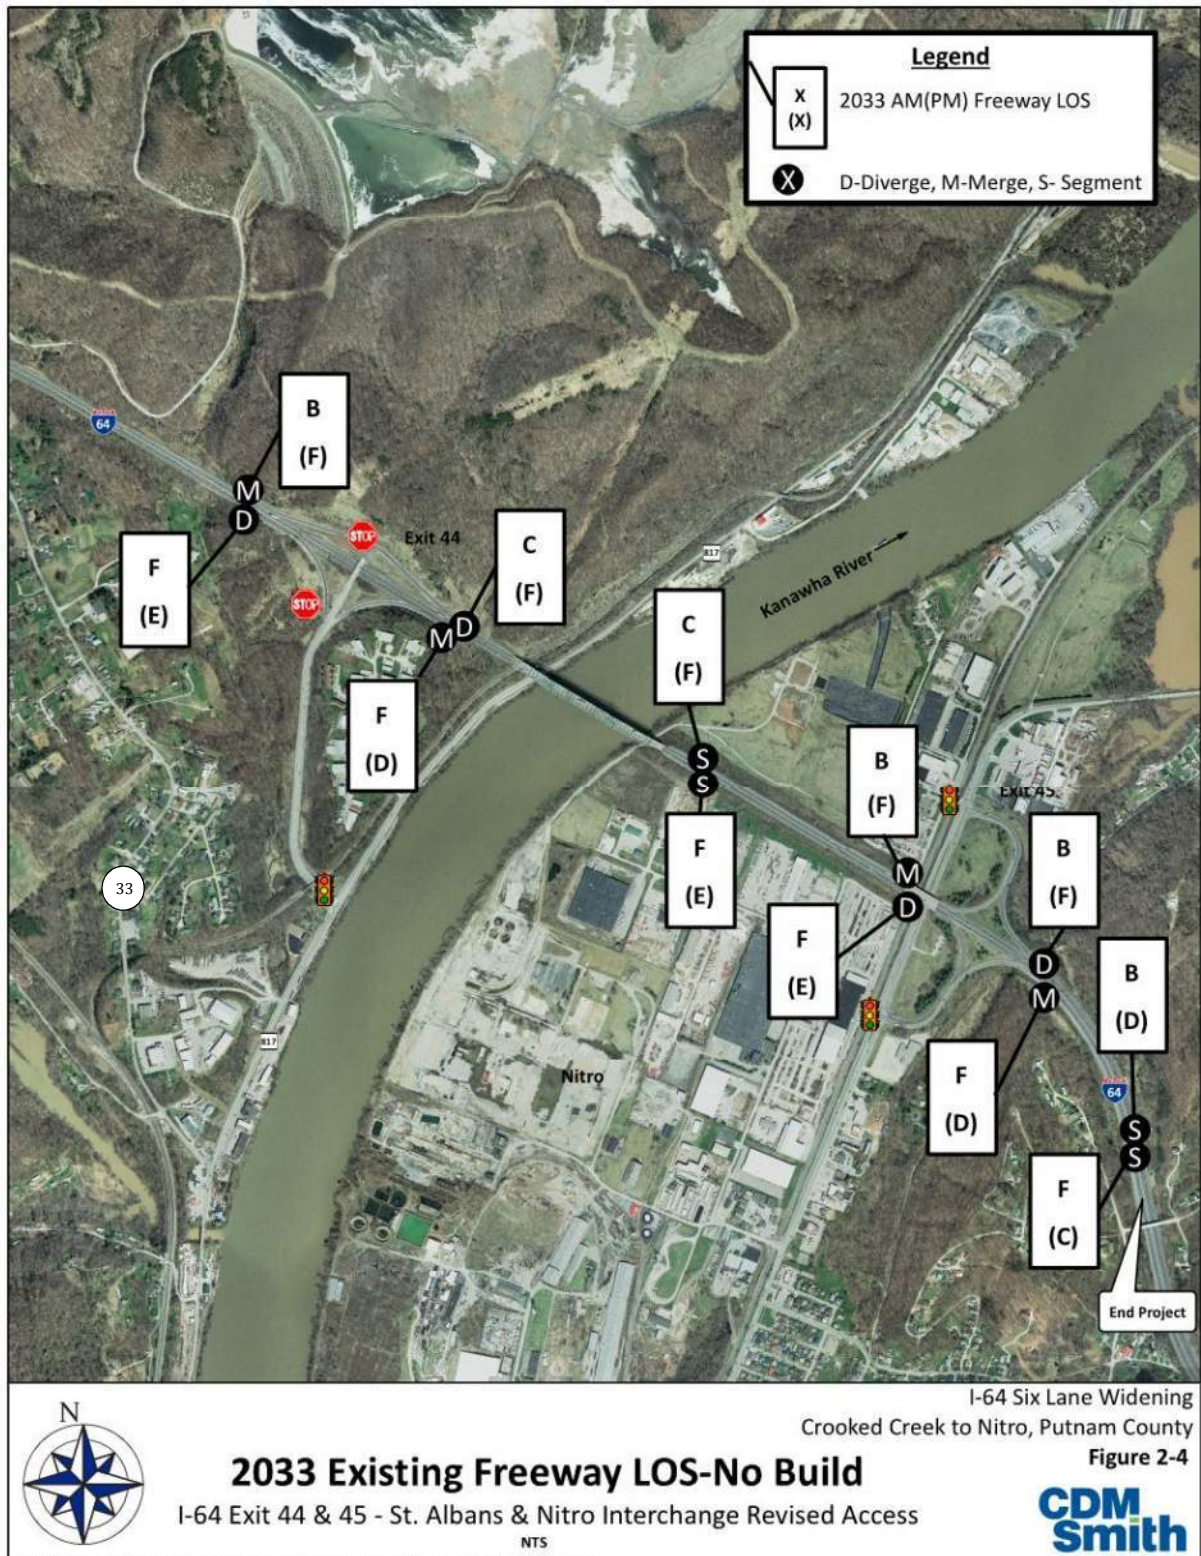 Legend
X
(X)
2033 AM(PM) Freeway LOS
X
D-Diverge, M-Merge, S- Segment
64
B
(F)
M
D
F
(E)
STOP
Exit 44
STOP
C
(F)
M D
F
(D)
817
Kanawha River
C
(F)
S
S
F
(E)
B
(F)
Exit 45
M
D
F
(E)
B
(F)
D
M
F
(D)
B
(D)
64
S
S
F
(C)
End Project
33
817
Nitro
N
I-64 Six Lane Widening
Crooked Creek to Nitro, Putnam County
Figure 2-4
2033 Existing Freeway LOS-No Build
I-64 Exit 44 & 45 - St. Albans & Nitro Interchange Revised Access
NTS
CDM
Smith